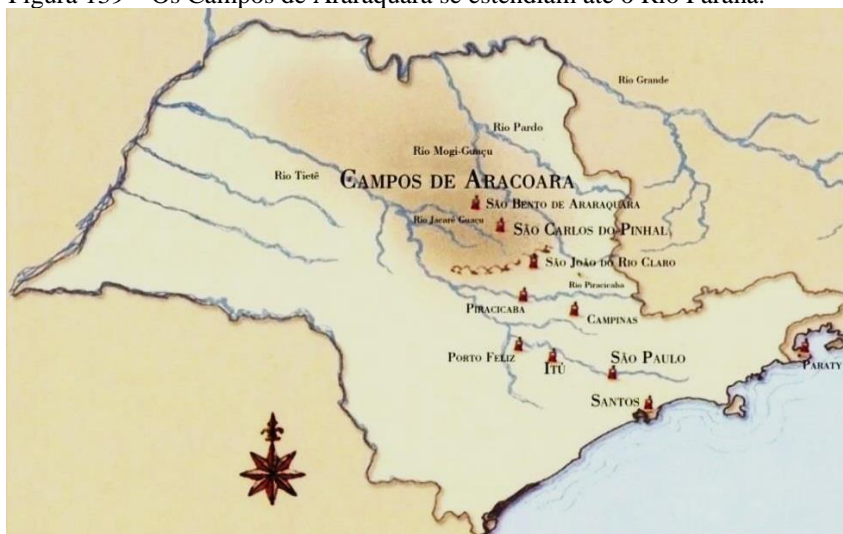 Figura 139 – Os Campos de Araraquara se estendiam até o Rio Paraná.
Rio Grande
Rio Pardo
Rio Mogi-Guaçu
Rio Tietê
CAMPOS DE ARACOARA
SÃO BENTO DE ARARAQUARA
Rio Jacaré Guaçu
SÃO CARLOS DO PINHAL
SÃO JOÃO DO RIO CLARO
Rio Piracicaba
PIRACICABA
CAMPINAS
PORTO FELIZ
ITÚ
SÃO PAULO
PARATY
SANTOS